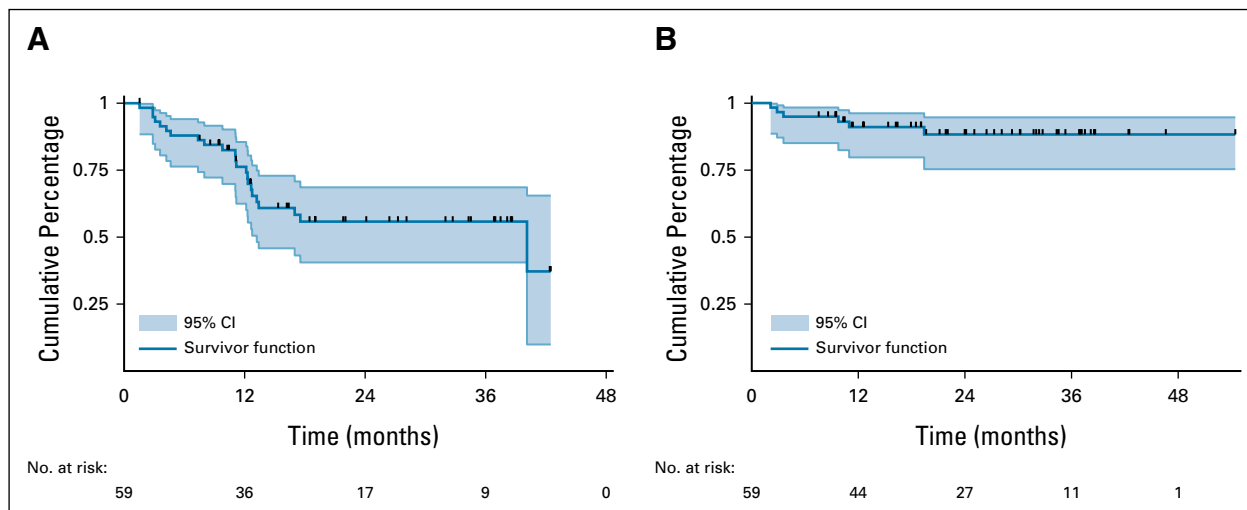 A
Cumulative Percentage
1
0.75
0.5
0.25
95% CI
Survivor function
0 12 24 36 48
Time (months)
No. at risk:
59 36 17 9 0
B
Cumulative Percentage
1
0.75
0.5
0.25
95% CI
Survivor function
0 12 24 36 48
Time (months)
No. at risk:
59 44 27 11 1